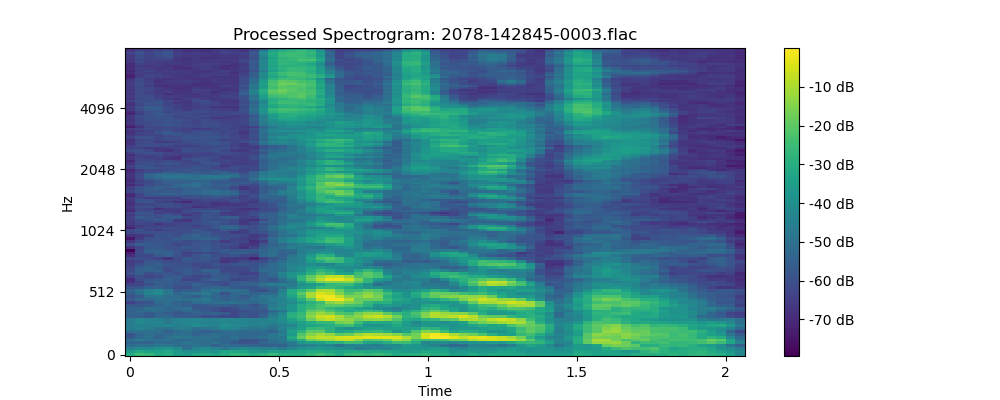 Processed Spectrogram: 2078-142845-0003.flac
Hz
4096
2048
1024
512
0
0
0.5
1
1.5
2
Time
-10 dB
-20 dB
-30 dB
-40 dB
-50 dB
-60 dB
-70 dB